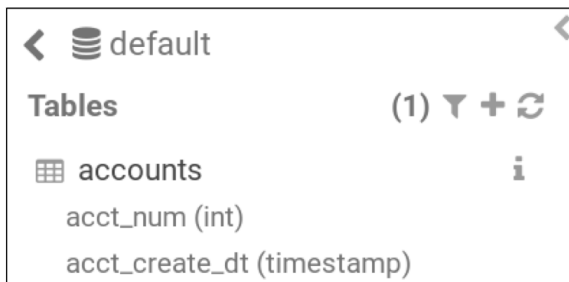 default
Tables (1)
accounts
acct_num (int)
acct_create_dt (timestamp)